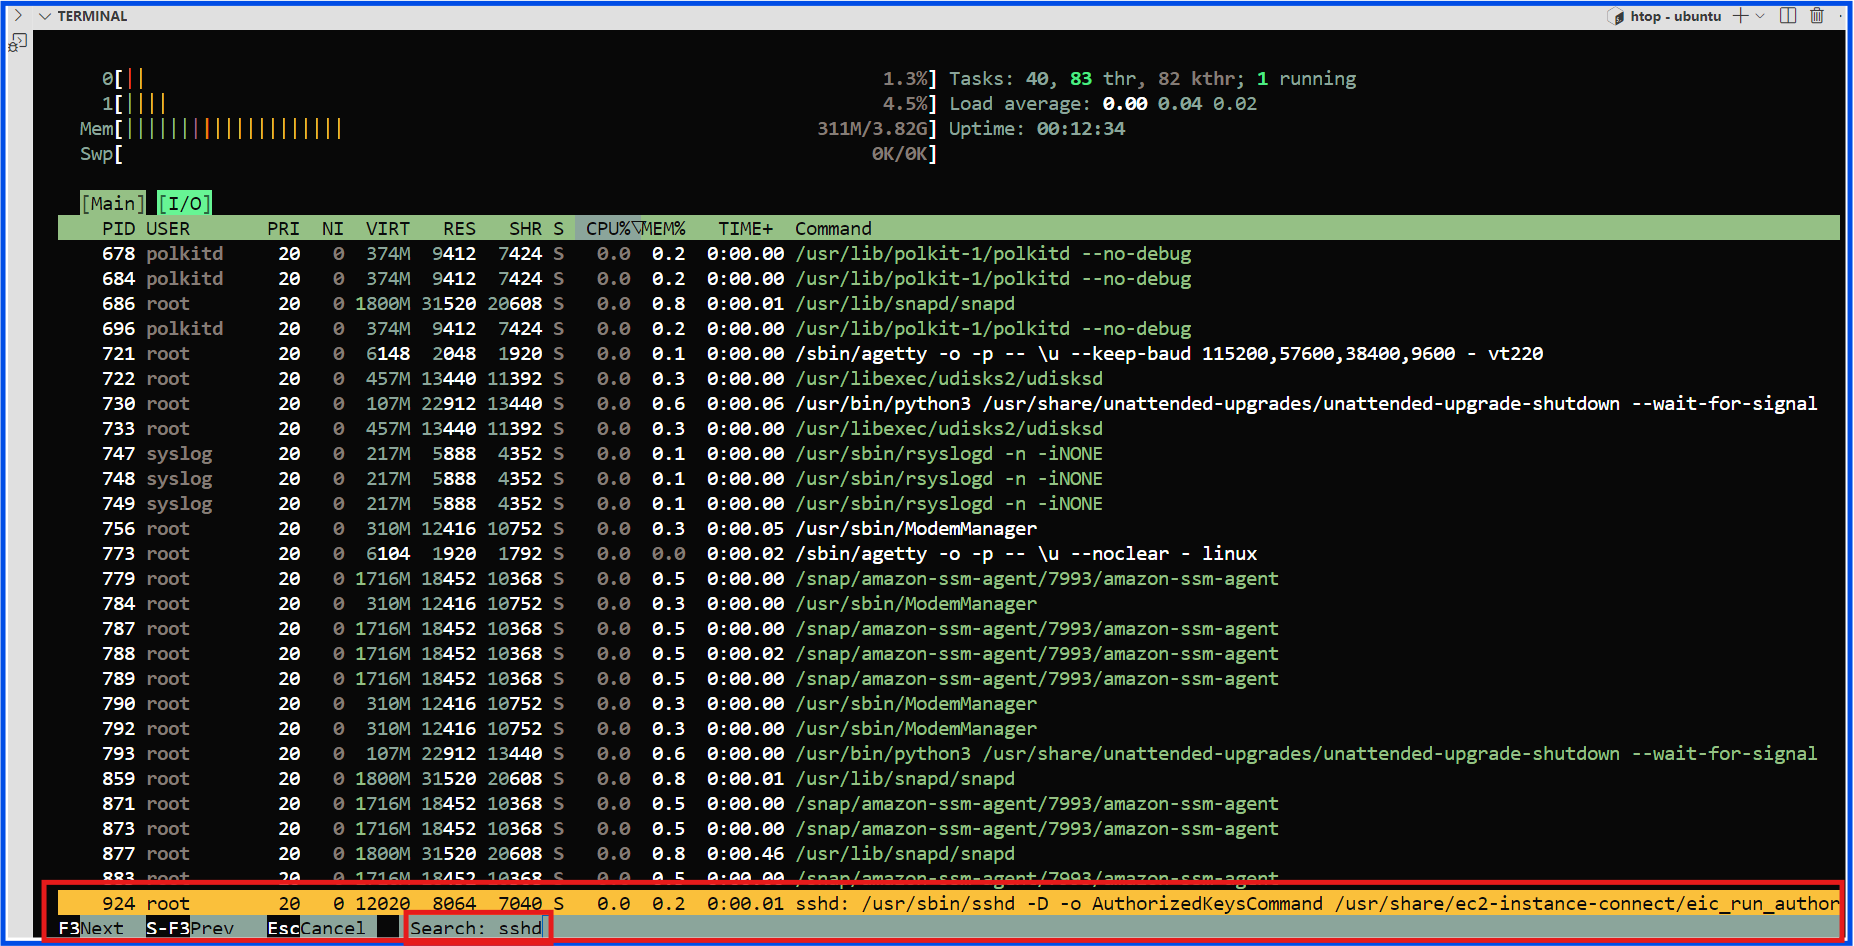 TERMINAL
htop - ubuntu
0[|| 1.3%] Tasks: 40, 83 thr, 82 kthr; 1 running
1[|||| 4.5%] Load average: 0.00 0.04 0.02
Mem[|||||||||||||||||||| 311M/3.82G] Uptime: 00:12:34
Swp[ 0K/0K]
[Main] [I/O]
PID USER PRI NI VIRT RES SHR S CPU%▽MEM% TIME+ Command
678 polkitd 20 0 374M 9412 7424 S 0.0 0.2 0:00.00 /usr/lib/polkit-1/polkitd --no-debug
684 polkitd 20 0 374M 9412 7424 S 0.0 0.2 0:00.00 /usr/lib/polkit-1/polkitd --no-debug
686 root 20 0 1800M 31520 20608 S 0.0 0.8 0:00.01 /usr/lib/snapd/snapd
696 polkitd 20 0 374M 9412 7424 S 0.0 0.2 0:00.00 /usr/lib/polkit-1/polkitd --no-debug
721 root 20 0 6148 2048 1920 S 0.0 0.1 0:00.00 /sbin/agetty -o -p -- \u --keep-baud 115200,57600,38400,9600 - vt220
722 root 20 0 457M 13440 11392 S 0.0 0.3 0:00.00 /usr/libexec/udisks2/udisksd
730 root 20 0 107M 22912 13440 S 0.0 0.6 0:00.06 /usr/bin/python3 /usr/share/unattended-upgrades/unattended-upgrade-shutdown --wait-for-signal
733 root 20 0 457M 13440 11392 S 0.0 0.3 0:00.00 /usr/libexec/udisks2/udisksd
747 syslog 20 0 217M 5888 4352 S 0.0 0.1 0:00.00 /usr/sbin/rsyslogd -n -iNONE
748 syslog 20 0 217M 5888 4352 S 0.0 0.1 0:00.00 /usr/sbin/rsyslogd -n -iNONE
749 syslog 20 0 217M 5888 4352 S 0.0 0.1 0:00.00 /usr/sbin/rsyslogd -n -iNONE
756 root 20 0 310M 12416 10752 S 0.0 0.3 0:00.05 /usr/sbin/ModemManager
773 root 20 0 6104 1920 1792 S 0.0 0.0 0:00.02 /sbin/agetty -o -p -- \u --noclear - linux
779 root 20 0 1716M 18452 10368 S 0.0 0.5 0:00.00 /snap/amazon-ssm-agent/7993/amazon-ssm-agent
784 root 20 0 310M 12416 10752 S 0.0 0.3 0:00.00 /usr/sbin/ModemManager
787 root 20 0 1716M 18452 10368 S 0.0 0.5 0:00.00 /snap/amazon-ssm-agent/7993/amazon-ssm-agent
788 root 20 0 1716M 18452 10368 S 0.0 0.5 0:00.02 /snap/amazon-ssm-agent/7993/amazon-ssm-agent
789 root 20 0 1716M 18452 10368 S 0.0 0.5 0:00.00 /snap/amazon-ssm-agent/7993/amazon-ssm-agent
790 root 20 0 310M 12416 10752 S 0.0 0.3 0:00.00 /usr/sbin/ModemManager
792 root 20 0 310M 12416 10752 S 0.0 0.3 0:00.00 /usr/sbin/ModemManager
793 root 20 0 107M 22912 13440 S 0.0 0.6 0:00.00 /usr/bin/python3 /usr/share/unattended-upgrades/unattended-upgrade-shutdown --wait-for-signal
859 root 20 0 1800M 31520 20608 S 0.0 0.8 0:00.01 /usr/lib/snapd/snapd
871 root 20 0 1716M 18452 10368 S 0.0 0.5 0:00.00 /snap/amazon-ssm-agent/7993/amazon-ssm-agent
873 root 20 0 1716M 18452 10368 S 0.0 0.5 0:00.00 /snap/amazon-ssm-agent/7993/amazon-ssm-agent
877 root 20 0 1800M 31520 20608 S 0.0 0.8 0:00.46 /usr/lib/snapd/snapd
883 root 20 0 1716M 18452 10368 S 0.0 0.5 0:00.00 /snap/amazon-ssm-agent/7993/amazon-ssm-agent
924 root 20 0 12020 8064 7040 S 0.0 0.2 0:00.01 sshd: /usr/sbin/sshd -D -o AuthorizedKeysCommand /usr/share/ec2-instance-connect/eic_run_author
F3Next S-F3Prev EscCancel Search: sshd